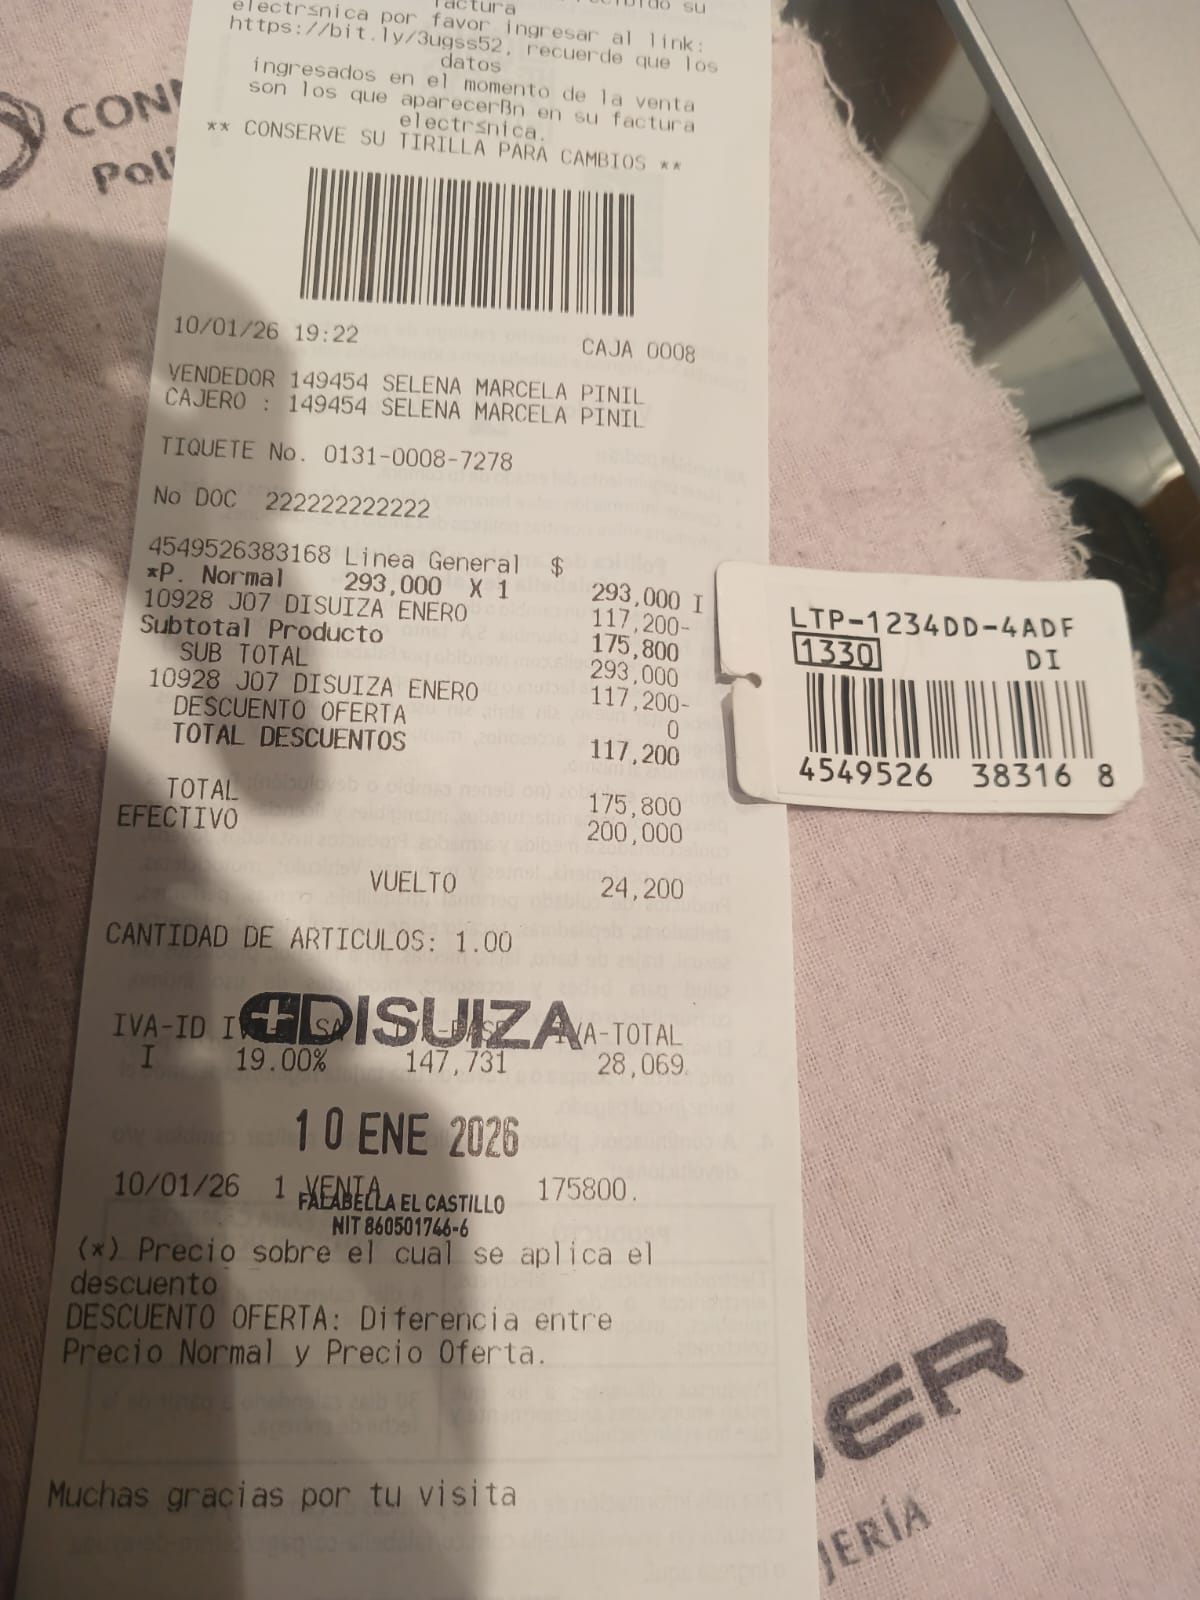 factura
electrsnica por favor ingresar al link:
https://bit.ly/3ugss52, recuerde que los
datos
ingresados en el momento de la venta
son los que aparecerßn en su factura
electrsnica.
** CONSERVE SU TIRILLA PARA CAMBIOS **
10/01/26 19:22 CAJA 0008
VENDEDOR 149454 SELENA MARCELA PINIL
CAJERO : 149454 SELENA MARCELA PINIL
TIQUETE No. 0131-0008-7278
No DOC 222222222222
4549526383168 Linea General $
*P. Normal 293,000 X 1 293,000 I
10928 J07 DISUIZA ENERO 117,200-
Subtotal Producto 175,800
SUB TOTAL 293,000
10928 J07 DISUIZA ENERO 117,200-
DESCUENTO OFERTA 0
TOTAL DESCUENTOS 117,200
TOTAL 175,800
EFECTIVO 200,000
VUELTO 24,200
CANTIDAD DE ARTICULOS: 1.00
DISUIZA
IVA-ID IVA-TOTAL
I 19.00% 147,731 28,069.
10 ENE 2026
10/01/26 1 VENTA 175800.
FALABELLA EL CASTILLO
NIT 860501746-6
(*) Precio sobre el cual se aplica el
descuento
DESCUENTO OFERTA: Diferencia entre
Precio Normal y Precio Oferta.
Muchas gracias por tu visita
LTP-1234DD-4ADF
1330 DI
4549526 38316 8